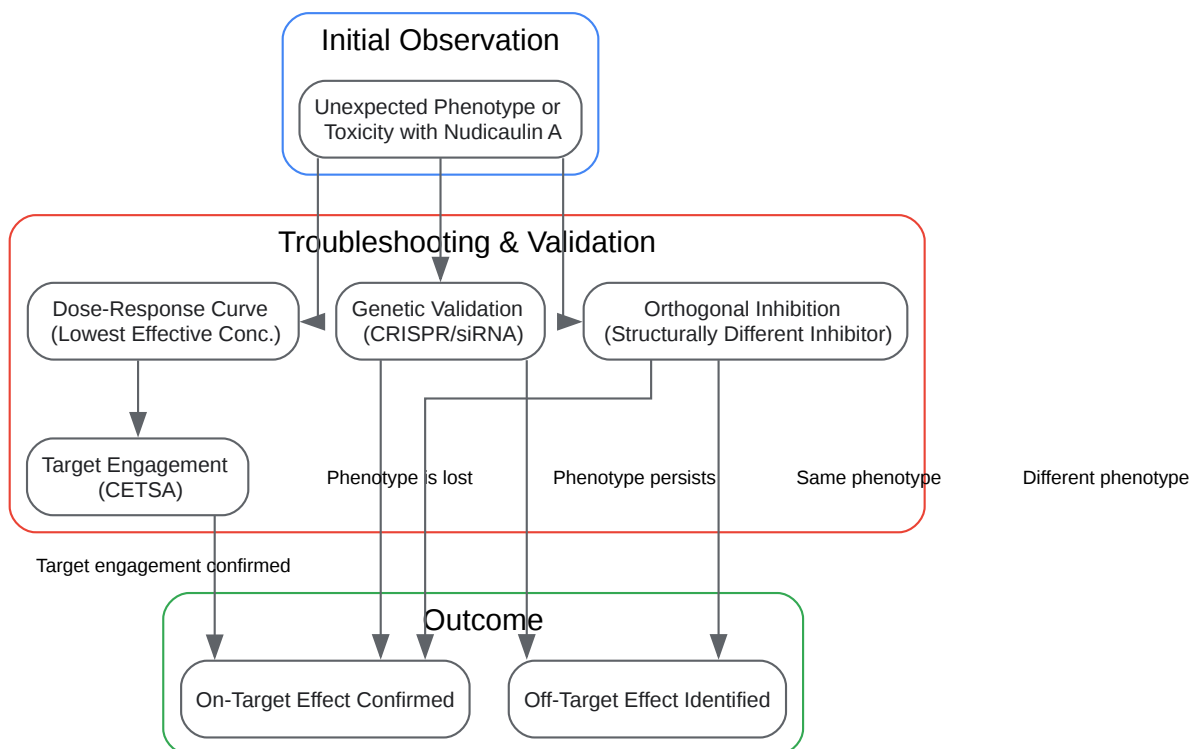 Initial Observation
Unexpected Phenotype or
Toxicity with Nudicaulin A
Troubleshooting & Validation
Dose-Response Curve
(Lowest Effective Conc.)
Genetic Validation
(CRISPR/siRNA)
Orthogonal Inhibition
(Structurally Different Inhibitor)
Target Engagement
(CETSA)
Phenotype is lost
Phenotype persists
Same phenotype
Different phenotype
Target engagement confirmed
Outcome
On-Target Effect Confirmed
Off-Target Effect Identified